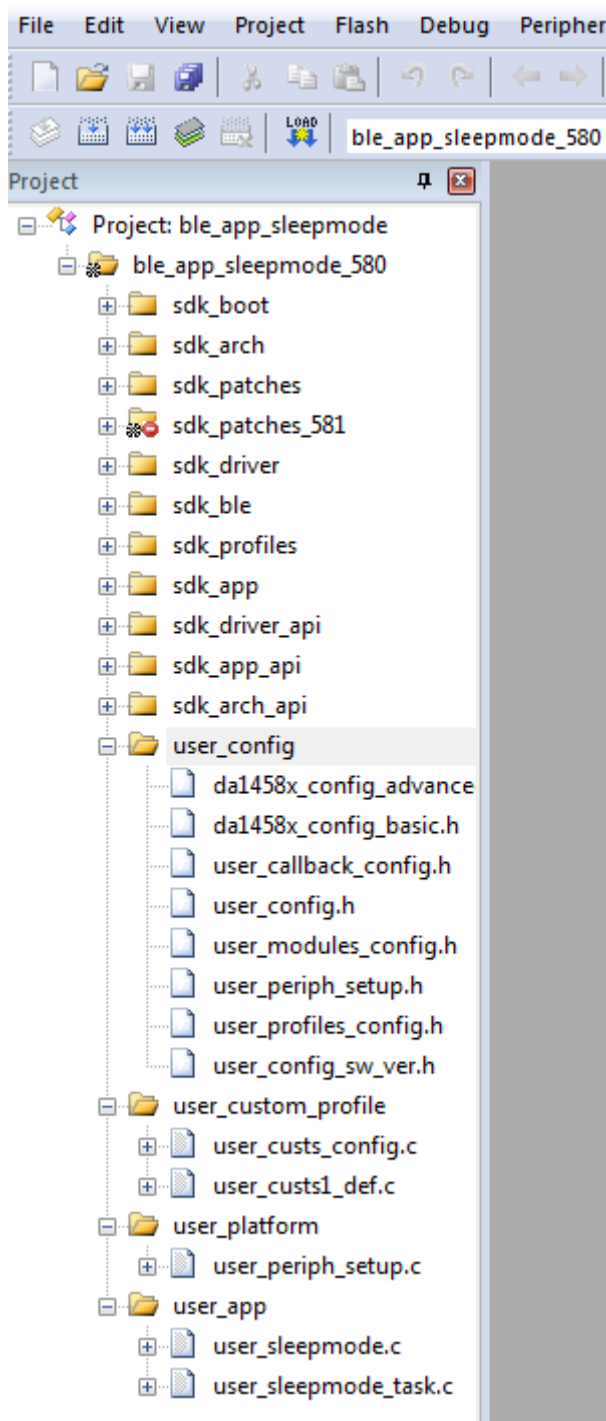 File Edit View Project Flash Debug Peripher
LOAD
ble_app_sleepmode_580
Project
Project: ble_app_sleepmode
ble_app_sleepmode_580
sdk_boot
sdk_arch
sdk_patches
sdk_patches_581
sdk_driver
sdk_ble
sdk_profiles
sdk_app
sdk_driver_api
sdk_app_api
sdk_arch_api
user_config
da1458x_config_advance
da1458x_config_basic.h
user_callback_config.h
user_config.h
user_modules_config.h
user_periph_setup.h
user_profiles_config.h
user_config_sw_ver.h
user_custom_profile
user_custs_config.c
user_custs1_def.c
user_platform
user_periph_setup.c
user_app
user_sleepmode.c
user_sleepmode_task.c